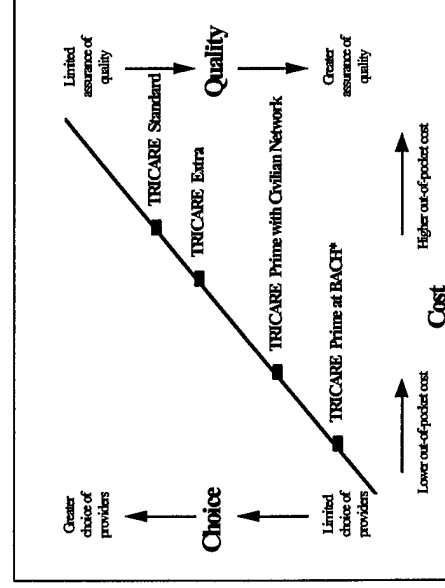 Greater
choice of
providers
Choice
Limited
choice of
providers
Limited
assurance of
quality
Quality
Greater
assurance of
quality
TRICARE Standard
TRICARE Extra
TRICARE Prime with Civilian Network
TRICARE Prime at BACH*
Lower out-of-pocket cost
Higher out-of-pocket cost
Cost